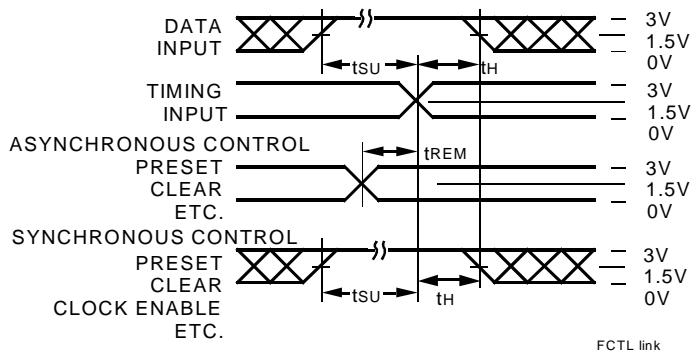 DATA
INPUT
3V
1.5V
0V
tSU
tH
TIMING
INPUT
3V
1.5V
0V
ASYNCHRONOUS CONTROL
PRESET
CLEAR
ETC.
tREM
3V
1.5V
0V
SYNCHRONOUS CONTROL
PRESET
CLEAR
CLOCK ENABLE
ETC.
tSU
tH
3V
1.5V
0V
FCTL link